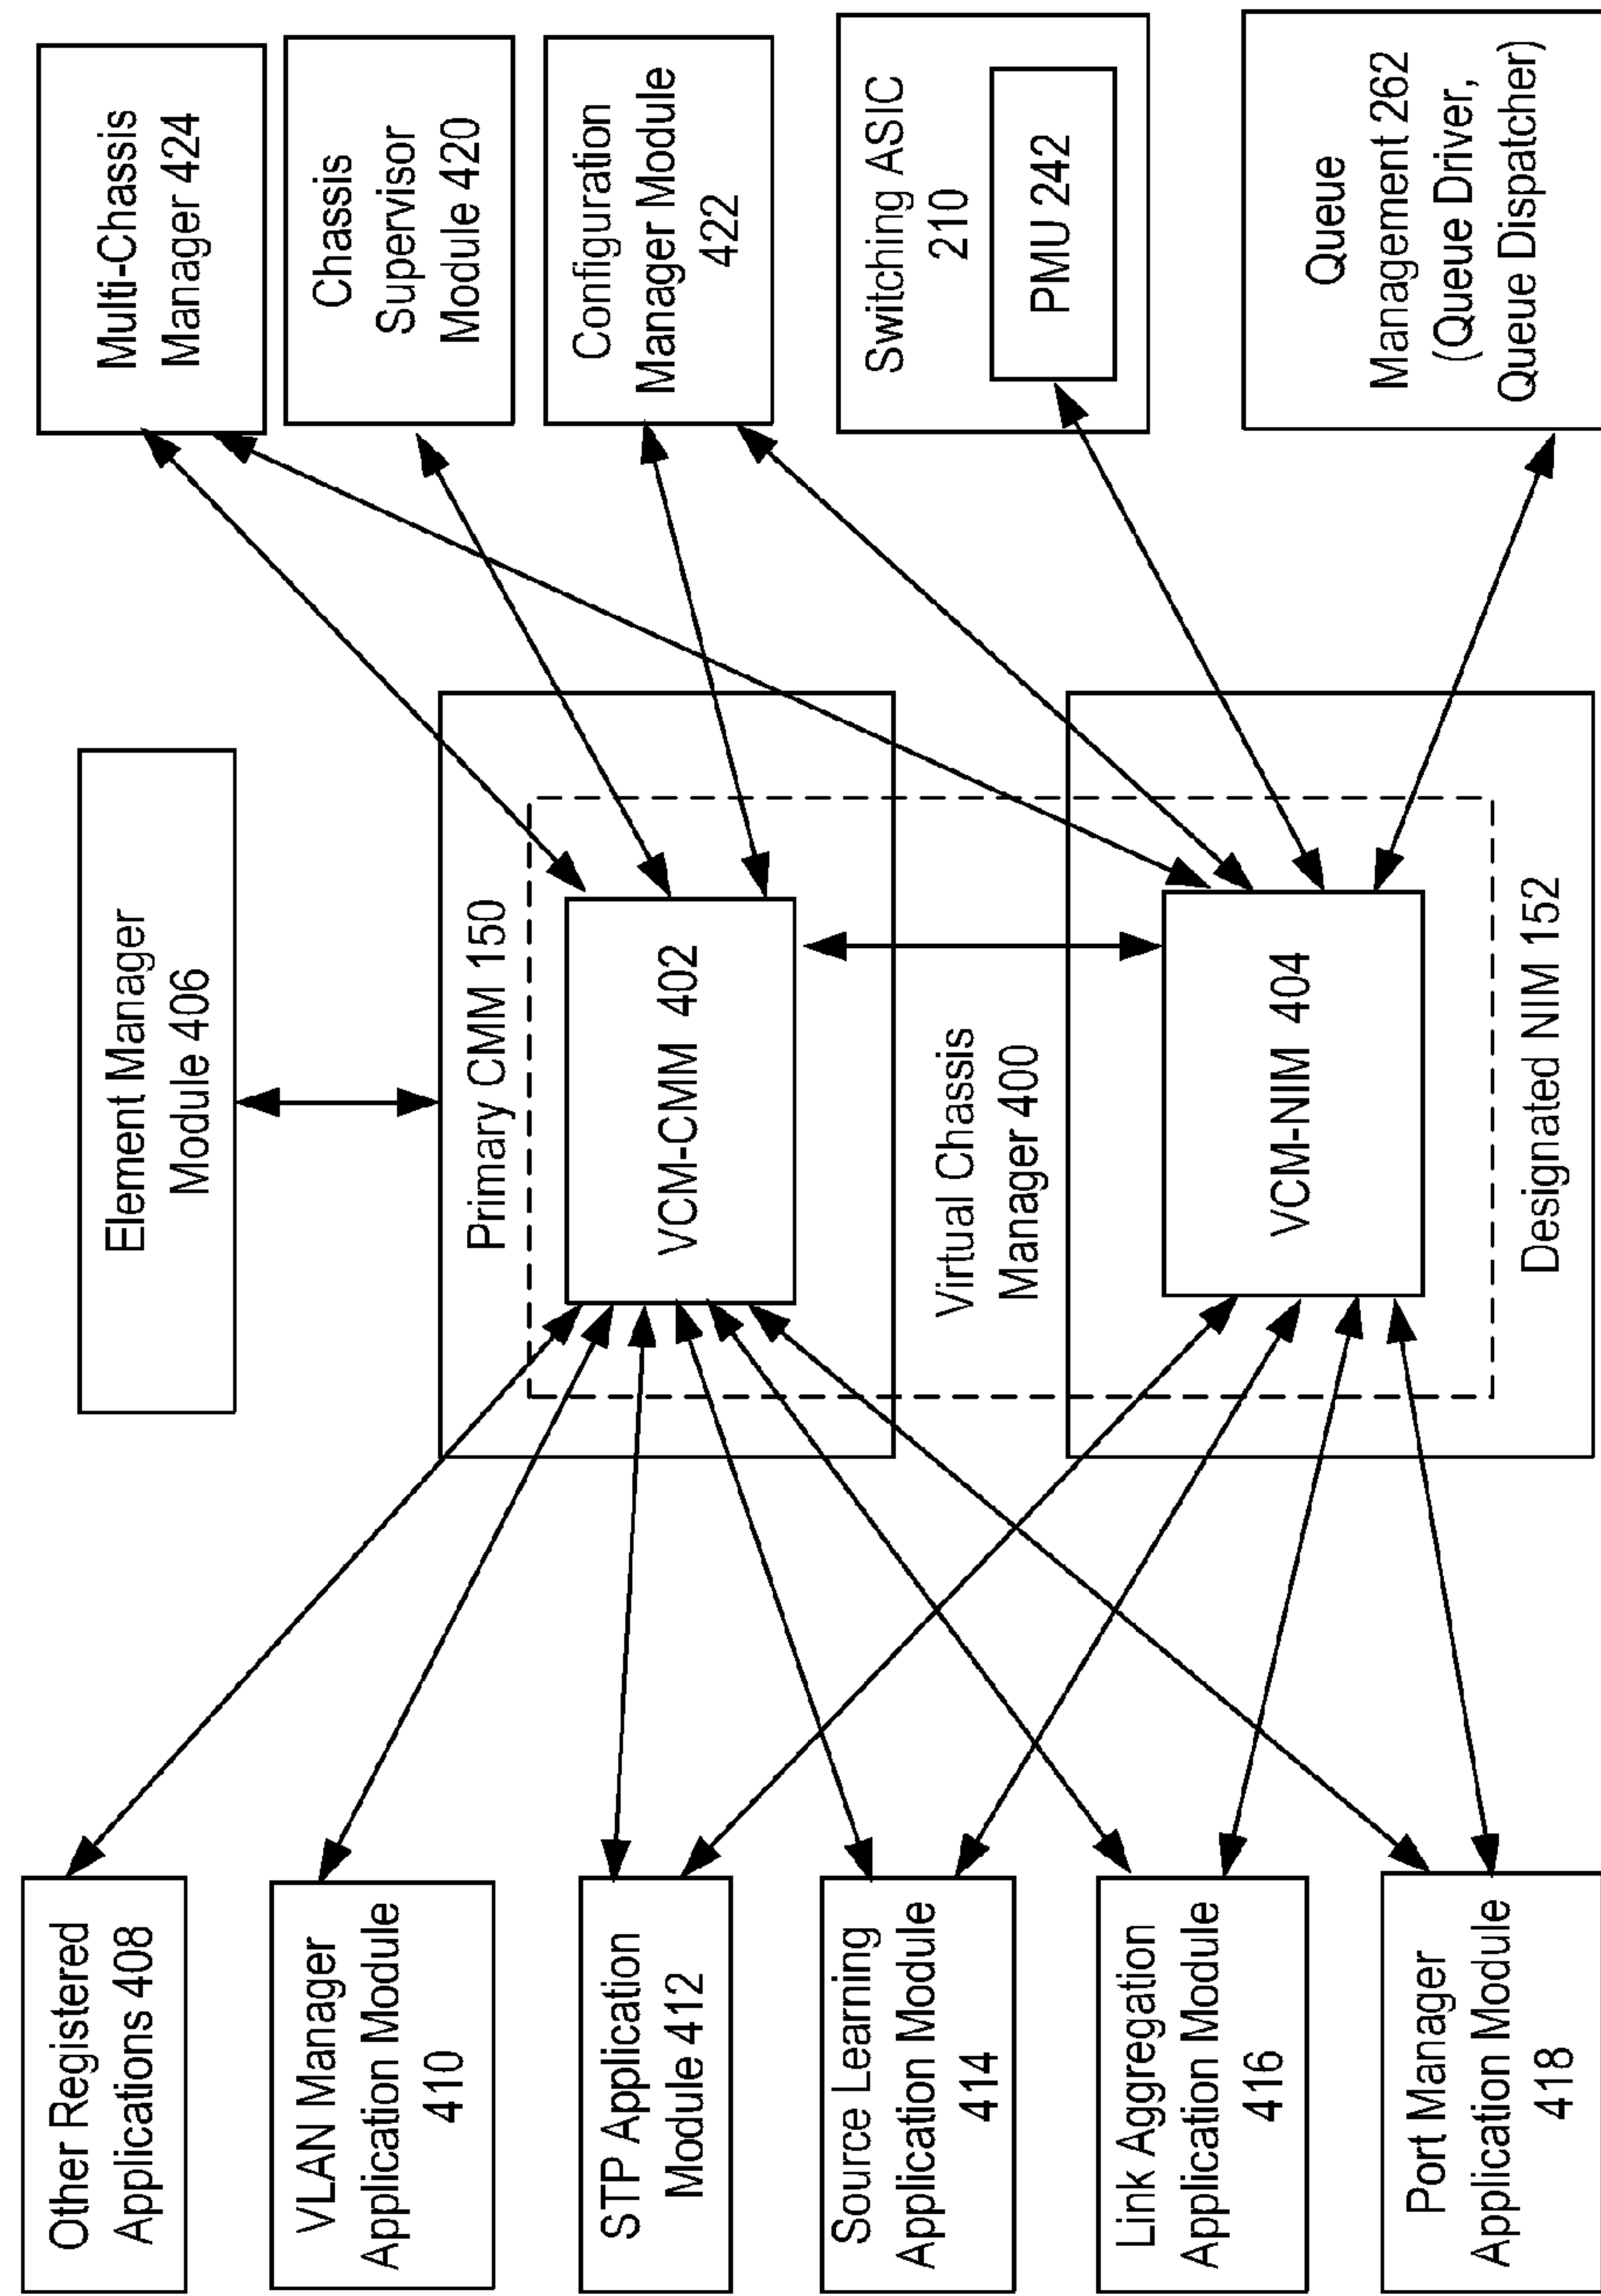 Other Registered
Applications 408
VLAN Manager
Application Module
410
STP Application
Module 412
Source Learning
Application Module
414
Link Aggregation
Application Module
416
Port Manager
Application Module
418
Element Manager
Module 406
Primary CMM 150
VCM-CMM 402
Virtual Chassis
Manager 400
VCM-NIM 404
Designated NIM 152
Multi-Chassis
Manager 424
Chassis
Supervisor
Module 420
Configuration
Manager Module
422
Switching ASIC
210
PMU 242
Queue
Management 262
(Queue Driver,
Queue Dispatcher)